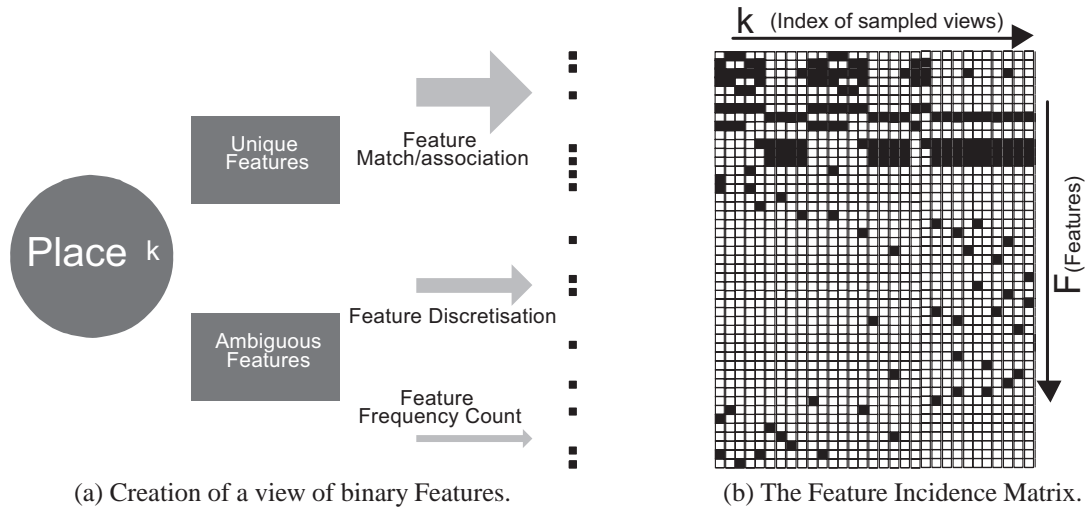 Place k
Unique
Features
Ambiguous
Features
Feature
Match/association
Feature Discretisation
Feature
Frequency Count
(a) Creation of a view of binary Features.
k (Index of sampled views)
F (Features)
(b) The Feature Incidence Matrix.